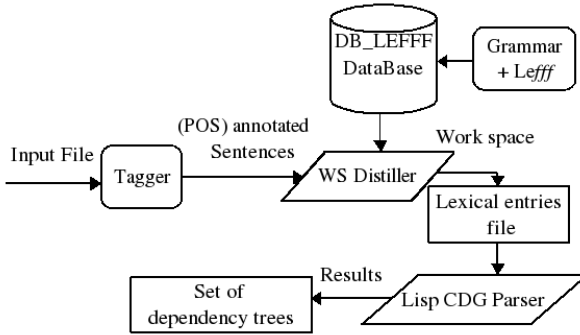 DB_LEFFF
DataBase
Grammar
+ Lefff
(POS) annotated
Sentences
Work space
Input File
Tagger
WS Distiller
Lexical entries
file
Results
Set of
dependency trees
Lisp CDG Parser